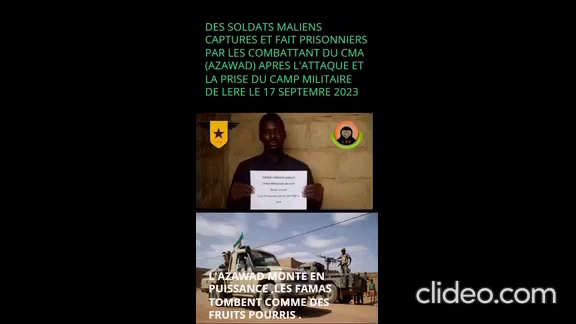 DES SOLDATS MALIENS
CAPTURES ET FAIT PRISONNIERS
PAR LES COMBATTANT DU CMA
(AZAWAD) APRES L'ATTAQUE ET
LA PRISE DU CAMP MILITAIRE
DE LERE LE 17 SEPTEMRE 2023
L'AZAWAD MONTE EN
PUISSANCE ,LES FAMAS
TOMBENT COMME DES
FRUITS POURRIS .
clideo.com